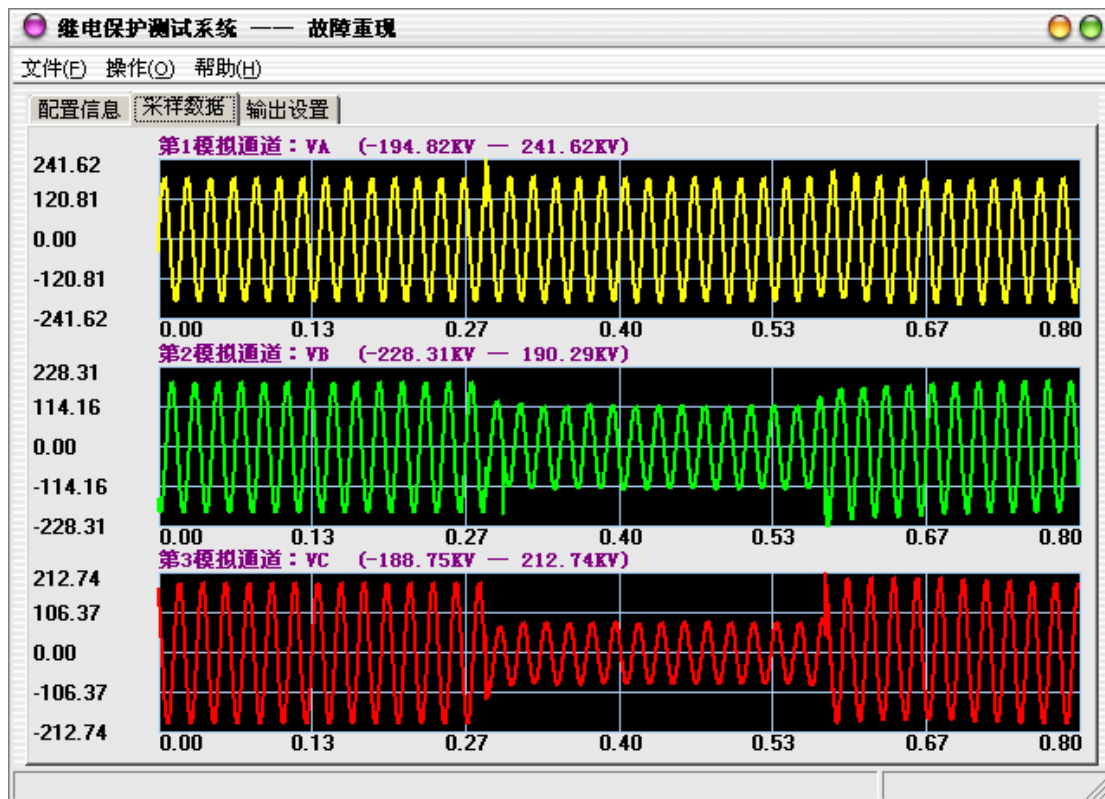 继电保护测试系统 —— 故障重现
文件(F) 操作(O) 帮助(H)
配置信息 采样数据 输出设置
第1模拟通道：VA (-194.82KV — 241.62KV)
241.62
120.81
0.00
-120.81
-241.62
0.00 0.13 0.27 0.40 0.53 0.67 0.80
第2模拟通道：VB (-228.31KV — 190.29KV)
228.31
114.16
0.00
-114.16
-228.31
0.00 0.13 0.27 0.40 0.53 0.67 0.80
第3模拟通道：VC (-188.75KV — 212.74KV)
212.74
106.37
0.00
-106.37
-212.74
0.00 0.13 0.27 0.40 0.53 0.67 0.80